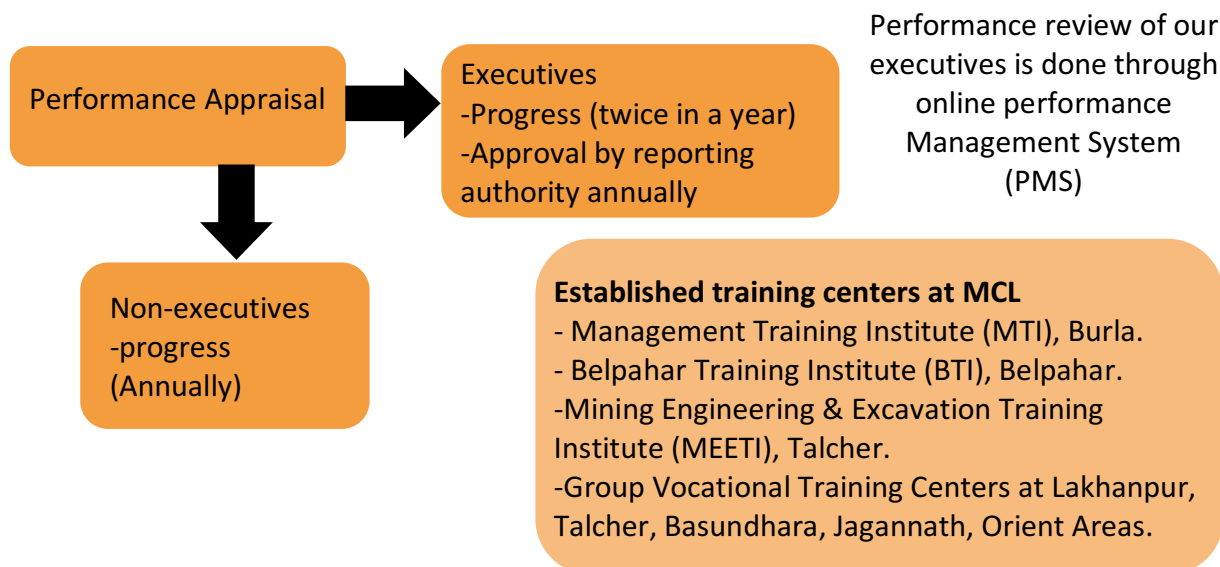 Performance Appraisal
Executives
-Progress (twice in a year)
-Approval by reporting
authority annually
Performance review of our
executives is done through
online performance
Management System
(PMS)
Non-executives
-progress
(Annually)
Established training centers at MCL
- Management Training Institute (MTI), Burla.
- Belpahar Training Institute (BTI), Belpahar.
-Mining Engineering & Excavation Training
Institute (MEETI), Talcher.
-Group Vocational Training Centers at Lakhanpur,
Talcher, Basundhara, Jagannath, Orient Areas.